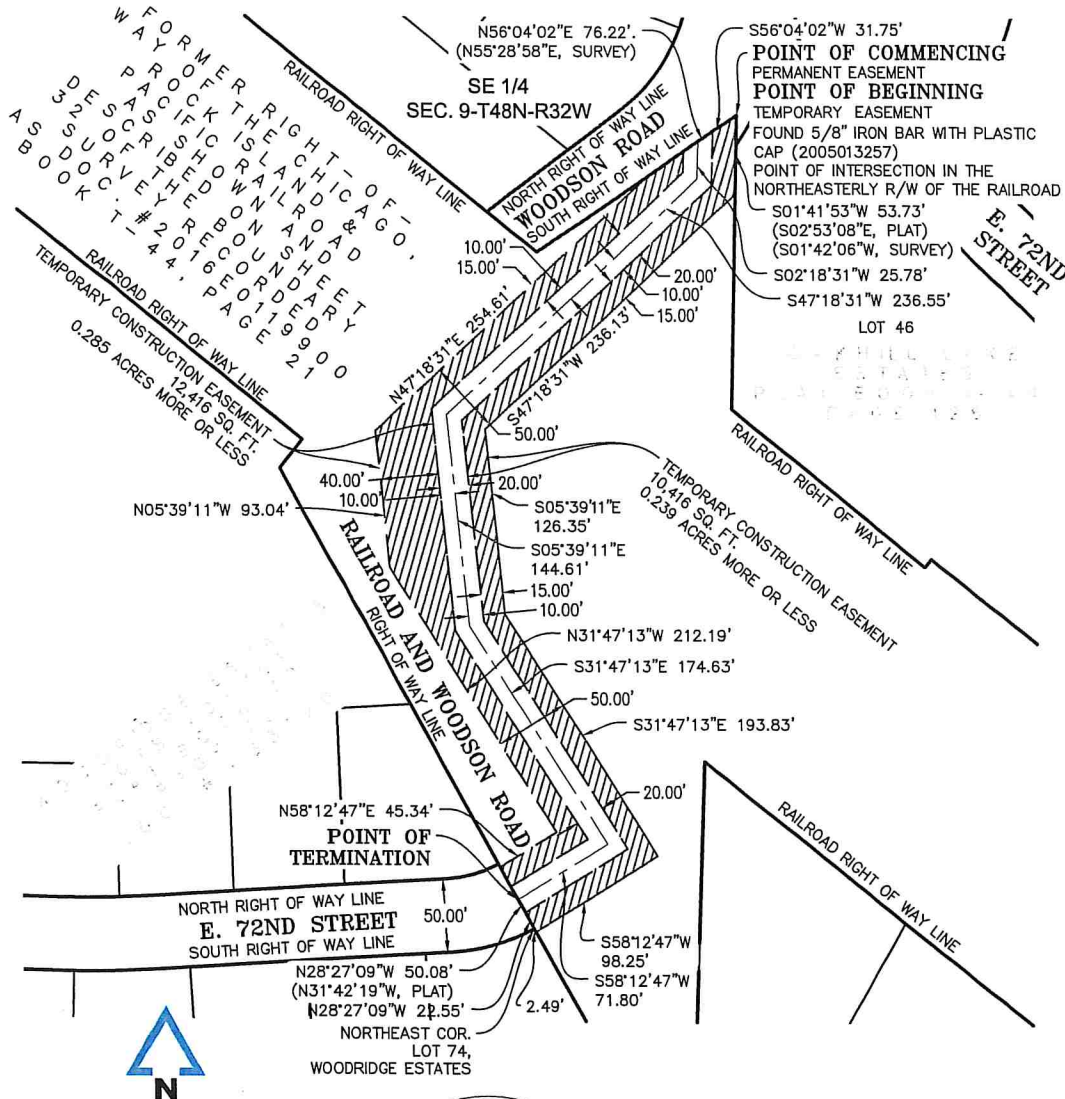 N56°04'02"E 76.22'.
(N55°28'58"E, SURVEY)
SE 1/4
SEC. 9-T48N-R32W
S56°04'02"W 31.75'
POINT OF COMMENCING
PERMANENT EASEMENT
POINT OF BEGINNING
TEMPORARY EASEMENT
FOUND 5/8" IRON BAR WITH PLASTIC
CAP (2005013257)
POINT OF INTERSECTION IN THE
NORTHEASTERLY R/W OF THE RAILROAD
S01°41'53"W 53.73'
(S02°53'08"E, PLAT)
(S01°42'06"W, SURVEY)
S02°18'31"W 25.78'
S47°18'31"W 236.55'
LOT 46
E. 72ND
STREET
FORMER RIGHT-OF-
WAY OF THE CHICAGO,
ROCK ISLAND &
PACIFIC RAILROAD
AS SHOWN AND
DESCRIBED ON SHEET
32 OF THE BOUNDARY
SURVEY RECORDED
AS DOC. #2016E0119900
BOOK T-44, PAGE 21
RAILROAD RIGHT OF WAY LINE
NORTH RIGHT OF WAY LINE
WOODSON ROAD
SOUTH RIGHT OF WAY LINE
RAILROAD RIGHT OF WAY LINE
TEMPORARY CONSTRUCTION EASEMENT
12,416 SQ. FT.
0.285 ACRES MORE OR LESS
10.00'
15.00'
20.00'
10.00'
15.00'
N47°18'31"E 254.61'
S47°18'31"W 236.13'
50.00'
RAILROAD RIGHT OF WAY LINE
40.00'
10.00'
20.00'
N05°39'11"W 93.04'
S05°39'11"E
126.35'
S05°39'11"E
144.61'
15.00'
10.00'
TEMPORARY CONSTRUCTION EASEMENT
10,416 SQ. FT.
0.239 ACRES MORE OR LESS
RAILROAD AND WOODSON ROAD
RIGHT OF WAY LINE
N31°47'13"W 212.19'
S31°47'13"E 174.63'
50.00'
S31°47'13"E 193.83'
20.00'
RAILROAD RIGHT OF WAY LINE
N58°12'47"E 45.34'
POINT OF
TERMINATION
NORTH RIGHT OF WAY LINE
E. 72ND STREET
SOUTH RIGHT OF WAY LINE
50.00'
N28°27'09"W 50.08'
(N31°42'19"W, PLAT)
N28°27'09"W 22.55'
2.49'
S58°12'47"W
98.25'
S58°12'47"W
71.80'
NORTHEAST COR.
LOT 74,
WOODRIDGE ESTATES
N